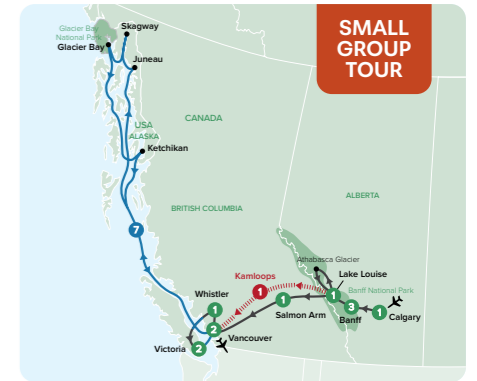 SMALL
GROUP
TOUR
Glacier Bay
National Park
Glacier Bay
Skagway
Juneau
USA
ALASKA
CANADA
Ketchikan
BRITISH COLUMBIA
ALBERTA
7
Athabasca Glacier
Lake Louise
Kamloops
Banff National Park
Whistler
1
1
1
1
3
1
Salmon Arm
Banff
Calgary
2
Vancouver
Victoria
2